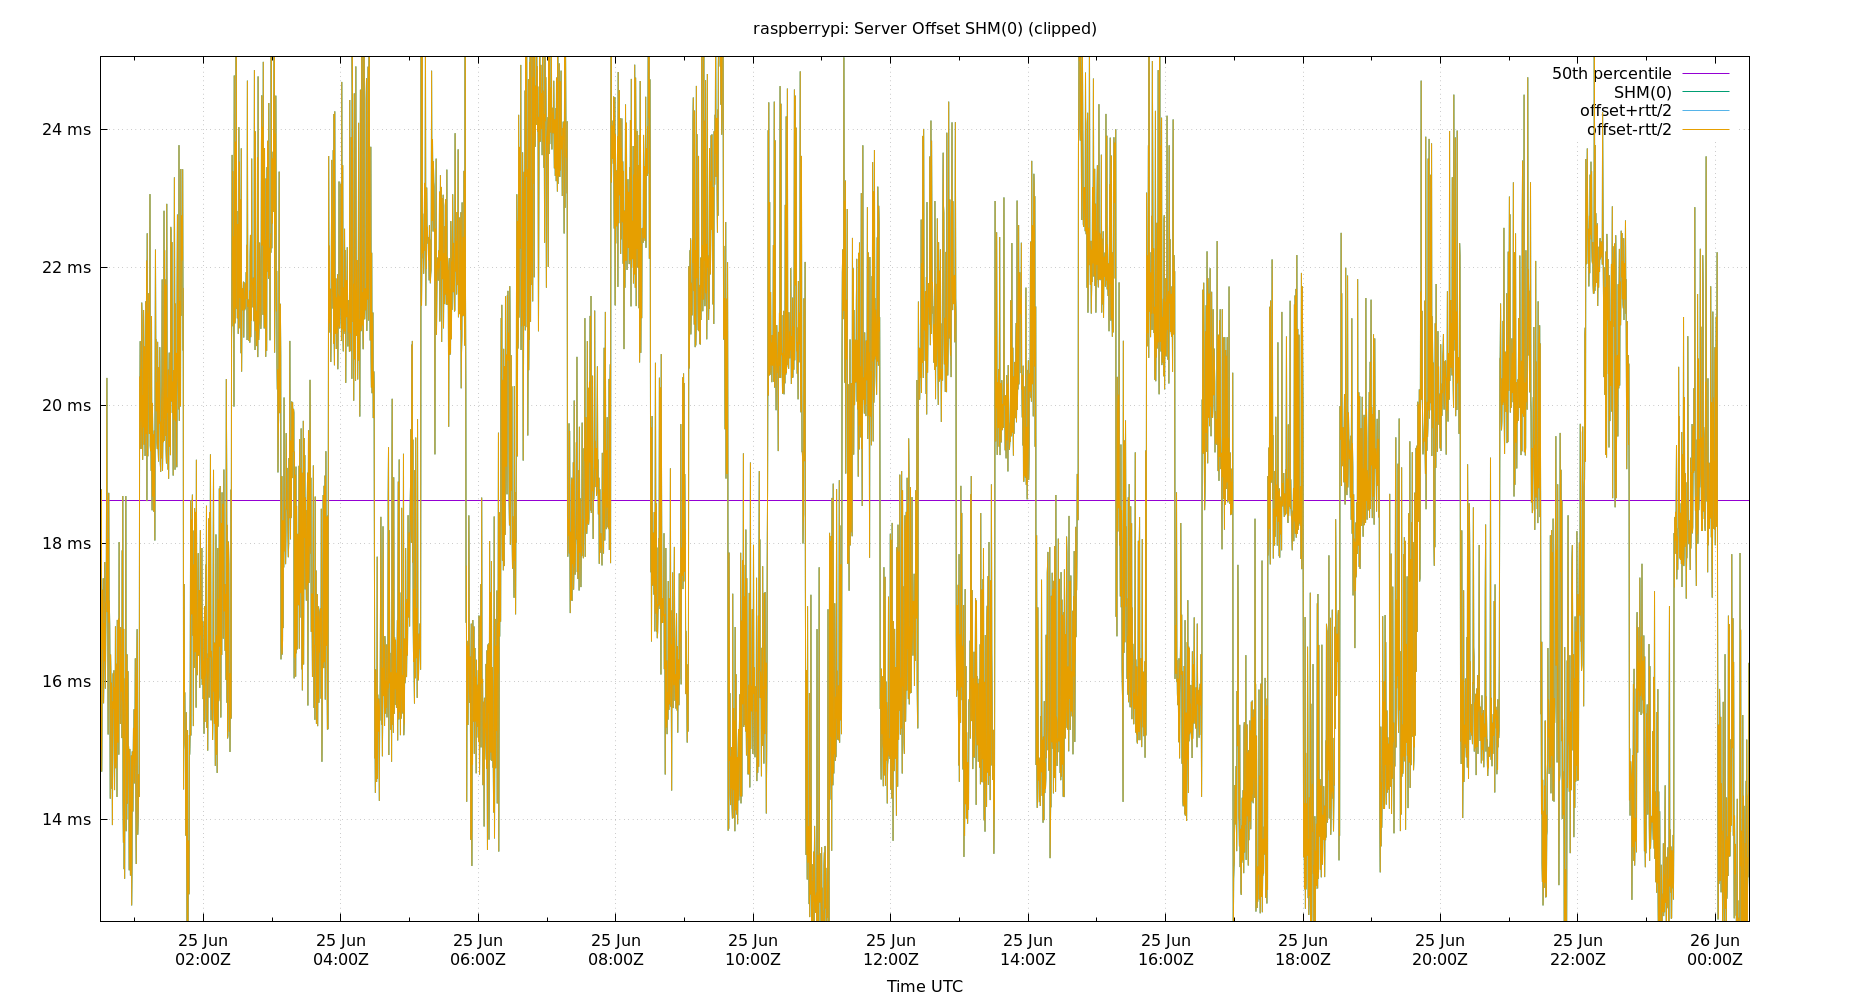 raspberrypi: Server Offset SHM(0) (clipped)
50th percentile
SHM(0)
offset+rtt/2
offset-rtt/2
24 ms
22 ms
20 ms
18 ms
16 ms
14 ms
25 Jun 25 Jun 25 Jun 25 Jun 25 Jun 25 Jun 25 Jun 25 Jun 25 Jun 25 Jun 25 Jun 26 Jun
02:00Z 04:00Z 06:00Z 08:00Z 10:00Z 12:00Z 14:00Z 16:00Z 18:00Z 20:00Z 22:00Z 00:00Z
Time UTC